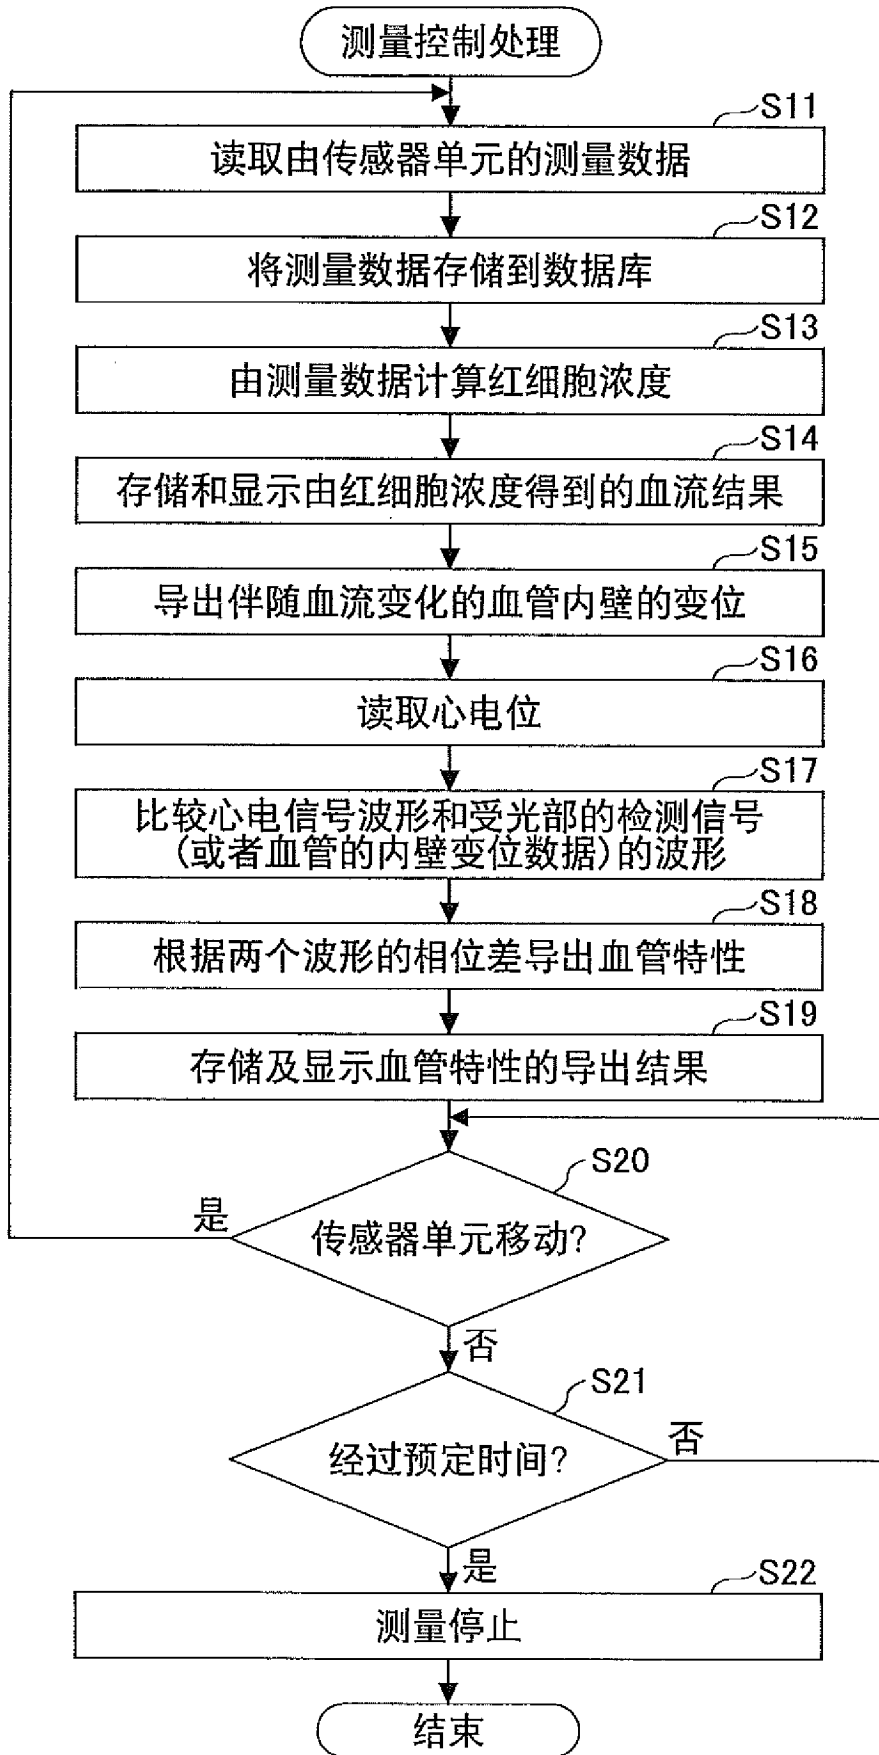 测量控制处理
S11
读取由传感器单元的测量数据
S12
将测量数据存储到数据库
S13
由测量数据计算红细胞浓度
S14
存储和显示由红细胞浓度得到的血流结果
S15
导出伴随血流变化的血管内壁的变位
S16
读取心电位
S17
比较心电信号波形和受光部的检测信号
(或者血管的内壁变位数据)的波形
S18
根据两个波形的相位差导出血管特性
S19
存储及显示血管特性的导出结果
S20
是
传感器单元移动?
否
S21
经过预定时间?
否
是
S22
测量停止
结束